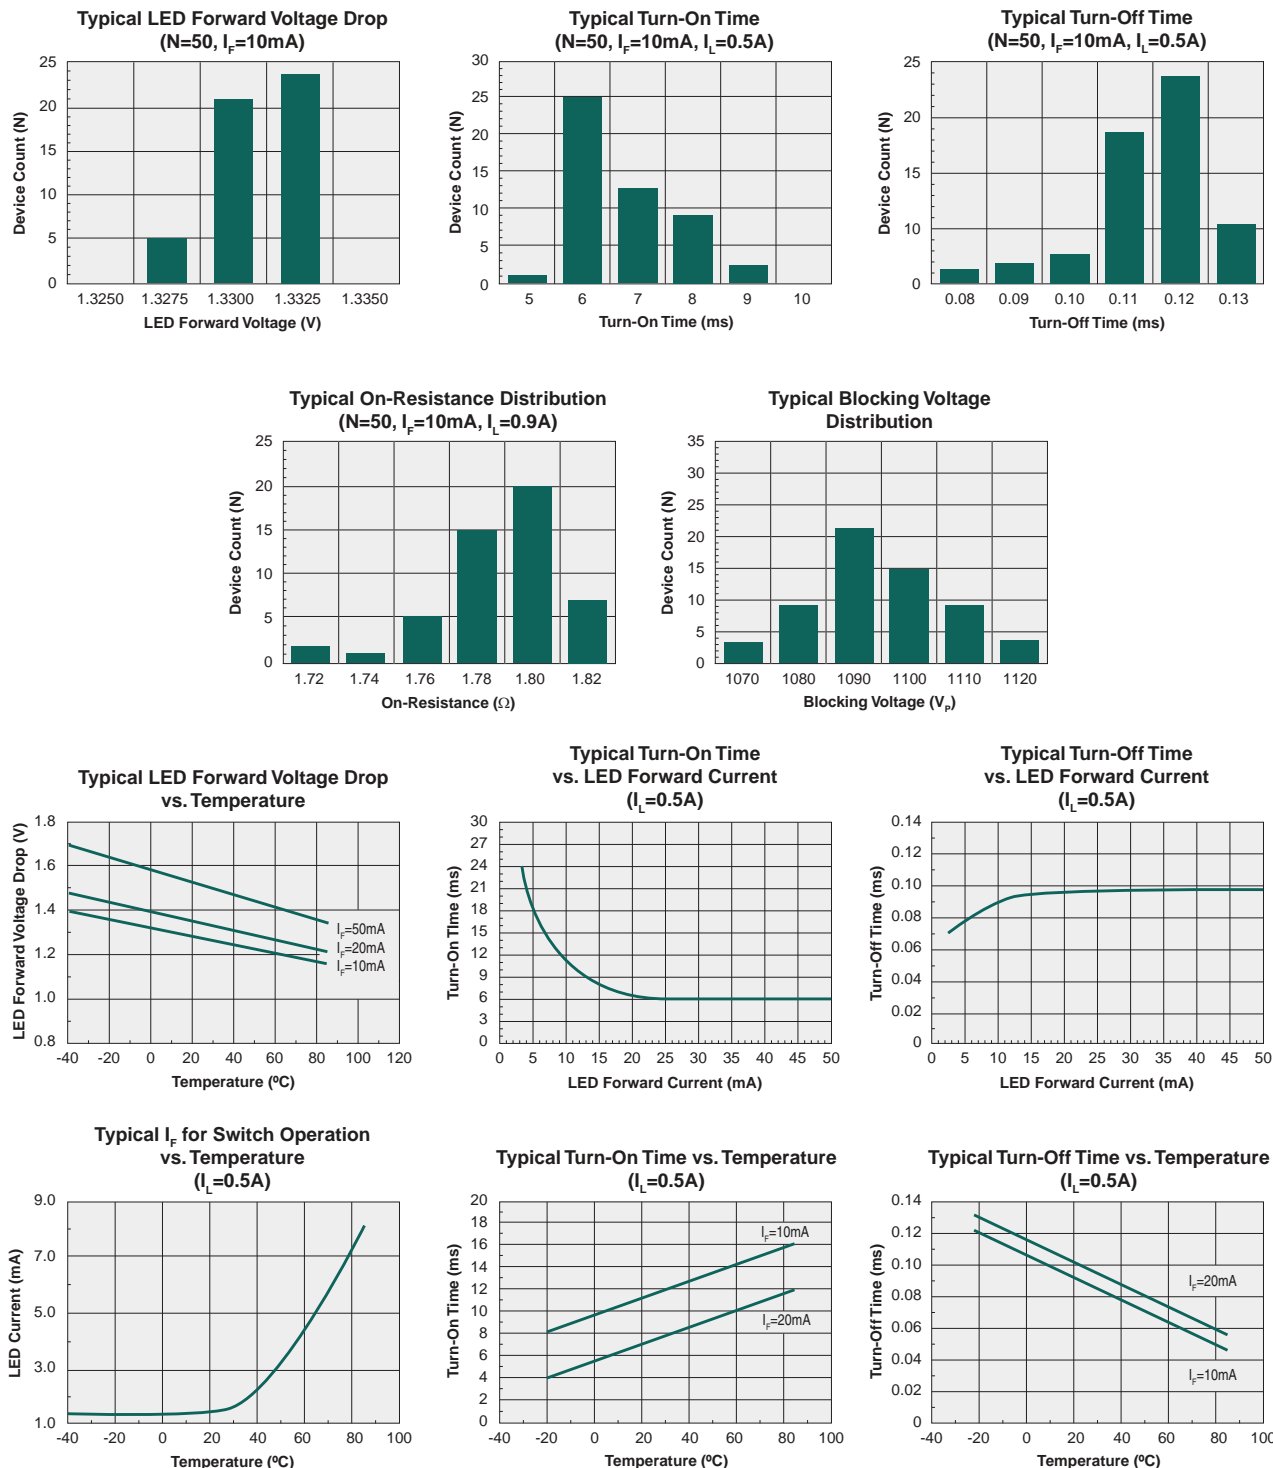 Typical LED Forward Voltage Drop
(N=50, IF=10mA)
25
20
15
10
5
0
Device Count (N)
1.3250 1.3275 1.3300 1.3325 1.3350
LED Forward Voltage (V)
Typical Turn-On Time
(N=50, IF=10mA, IL=0.5A)
30
25
20
15
10
5
0
Device Count (N)
5 6 7 8 9 10
Turn-On Time (ms)
Typical Turn-Off Time
(N=50, IF=10mA, IL=0.5A)
25
20
15
10
5
0
Device Count (N)
0.08 0.09 0.10 0.11 0.12 0.13
Turn-Off Time (ms)
Typical On-Resistance Distribution
(N=50, IF=10mA, IL=0.9A)
25
20
15
10
5
0
Device Count (N)
1.72 1.74 1.76 1.78 1.80 1.82
On-Resistance (Ω)
Typical Blocking Voltage
Distribution
35
30
25
20
15
10
5
0
Device Count (N)
1070 1080 1090 1100 1110 1120
Blocking Voltage (VP)
Typical LED Forward Voltage Drop
vs. Temperature
1.8
1.6
1.4
1.2
1.0
0.8
LED Forward Voltage Drop (V)
IF=50mA
IF=20mA
IF=10mA
-40 -20 0 20 40 60 80 100 120
Temperature (ºC)
Typical Turn-On Time
vs. LED Forward Current
(IL=0.5A)
30
27
24
21
18
15
12
9
6
3
0
Turn-On TIme (ms)
0 5 10 15 20 25 30 35 40 45 50
LED Forward Current (mA)
Typical Turn-Off Time
vs. LED Forward Current
(IL=0.5A)
0.14
0.12
0.10
0.08
0.06
0.04
0.02
0
Turn-Off Time (ms)
0 5 10 15 20 25 30 35 40 45 50
LED Forward Current (mA)
Typical IF for Switch Operation
vs. Temperature
(IL=0.5A)
9.0
7.0
5.0
3.0
1.0
LED Current (mA)
-40 -20 0 20 40 60 80 100
Temperature (ºC)
Typical Turn-On Time vs. Temperature
(IL=0.5A)
20
18
16
14
12
10
8
6
4
2
0
Turn-On Time (ms)
IF=10mA
IF=20mA
-40 -20 0 20 40 60 80 100
Temperature (ºC)
Typical Turn-Off Time vs. Temperature
(IL=0.5A)
0.14
0.12
0.10
0.08
0.06
0.04
0.02
0
Turn-Off Time (ms)
IF=20mA
IF=10mA
-40 -20 0 20 40 60 80 100
Temperature (ºC)